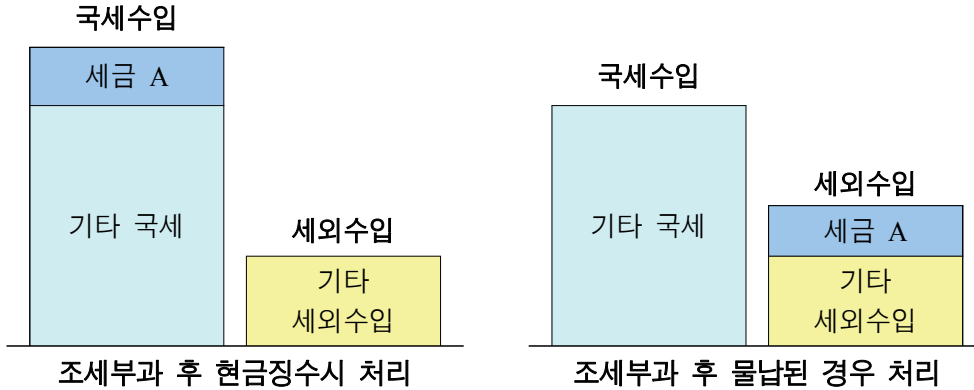 국세수입
세금 A
기타 국세
세외수입
기타
세외수입
조세부과 후 현금징수시 처리
국세수입
기타 국세
세외수입
세금 A
기타
세외수입
조세부과 후 물납된 경우 처리